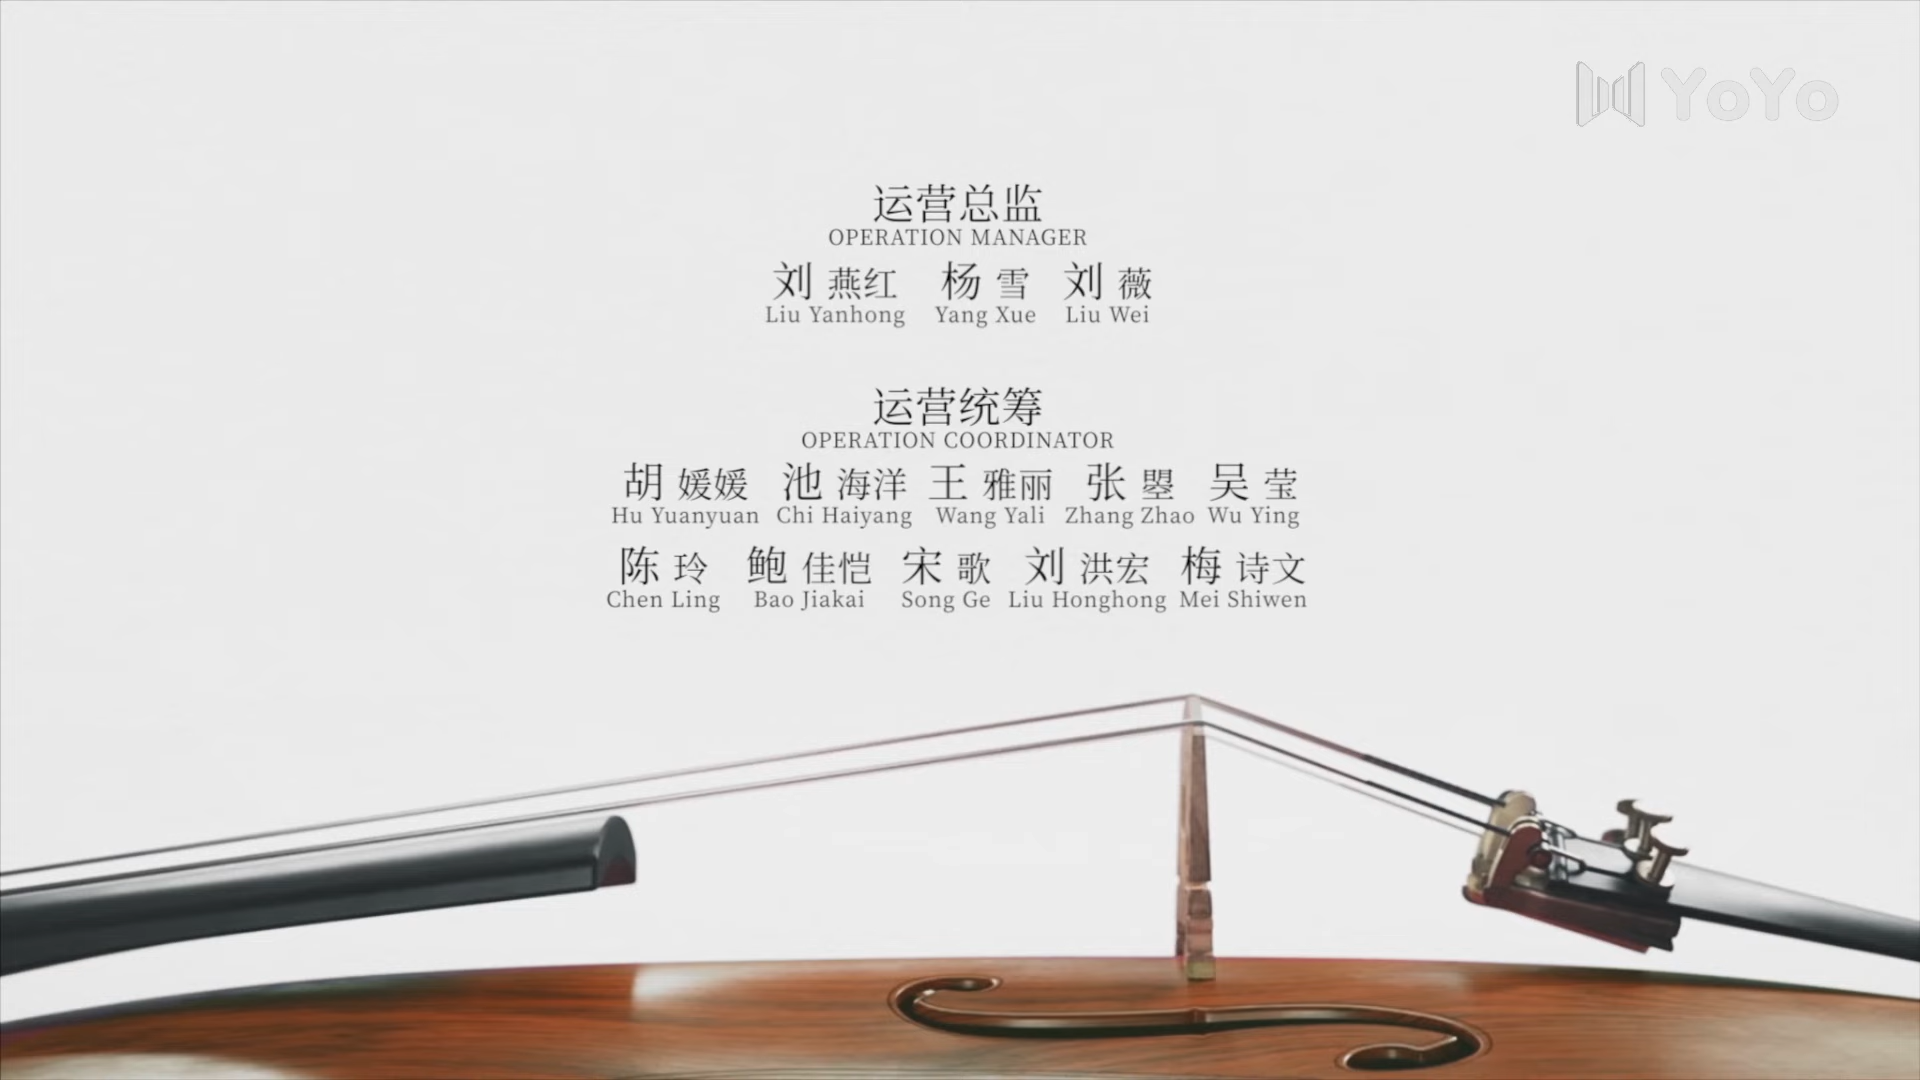 YoYo
运营总监
OPERATION MANAGER
刘 燕红 杨 雪 刘 薇
Liu Yanhong Yang Xue Liu Wei
运营统筹
OPERATION COORDINATOR
胡 媛媛 池 海洋 王 雅丽 张 曌 吴 莹
Hu Yuanyuan Chi Haiyang Wang Yali Zhang Zhao Wu Ying
陈 玲 鲍 佳恺 宋 歌 刘 洪宏 梅 诗文
Chen Ling Bao Jiakai Song Ge Liu Honghong Mei Shiwen